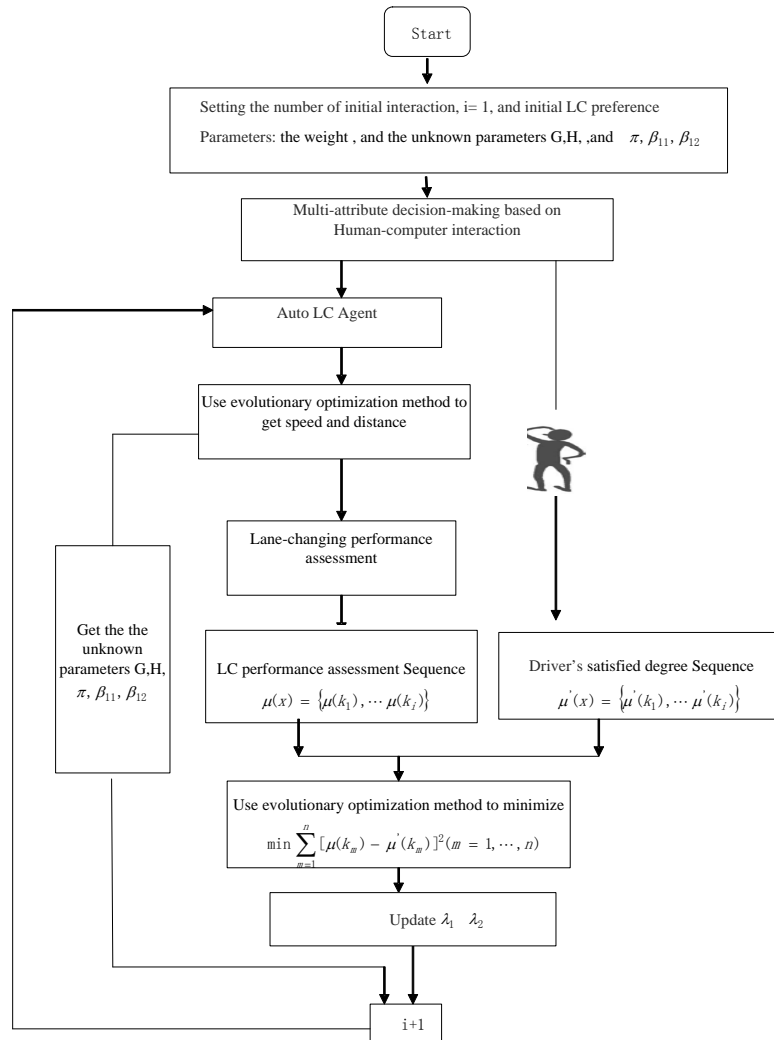 Start
Setting the number of initial interaction, i= 1, and initial LC preference
Parameters: the weight , and the unknown parameters G,H, ,and π, β₁₁, β₁₂
Multi-attribute decision-making based on
Human-computer interaction
Auto LC Agent
Use evolutionary optimization method to
get speed and distance
Lane-changing performance
assessment
Get the the
unknown
parameters G,H,
π, β₁₁, β₁₂
LC performance assessment Sequence
μ(x) = {μ(k₁), ⋯ μ(kᵢ)}
Driver's satisfied degree Sequence
μ'(x) = {μ'(k₁), ⋯ μ'(kᵢ)}
Use evolutionary optimization method to minimize
min ∑ₘ₌₁ⁿ [μ(kₘ) − μ'(kₘ)]²(m = 1, ⋯, n)
Update λ₁ λ₂
i+1